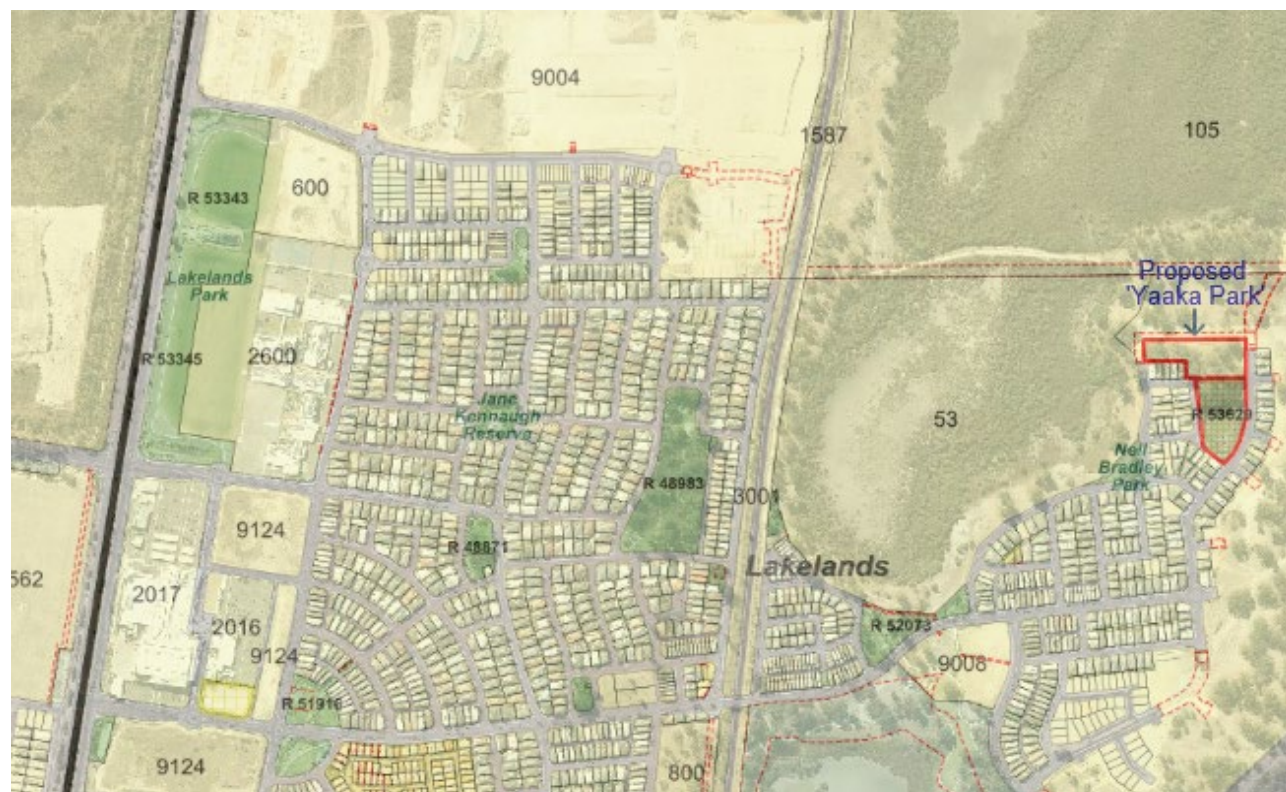 9004
1587
105
600
R 53343
Lakelands
Park
R 53345
2600
Proposed
'Yaaka Park'
53
R 53629
Jane
Kennaugh
Reserve
Nell
Bradley
Park
R 48983
3001
9124
R 48871
562
2017
2016
9124
Lakelands
R 52073
9008
R 51916
9124
800